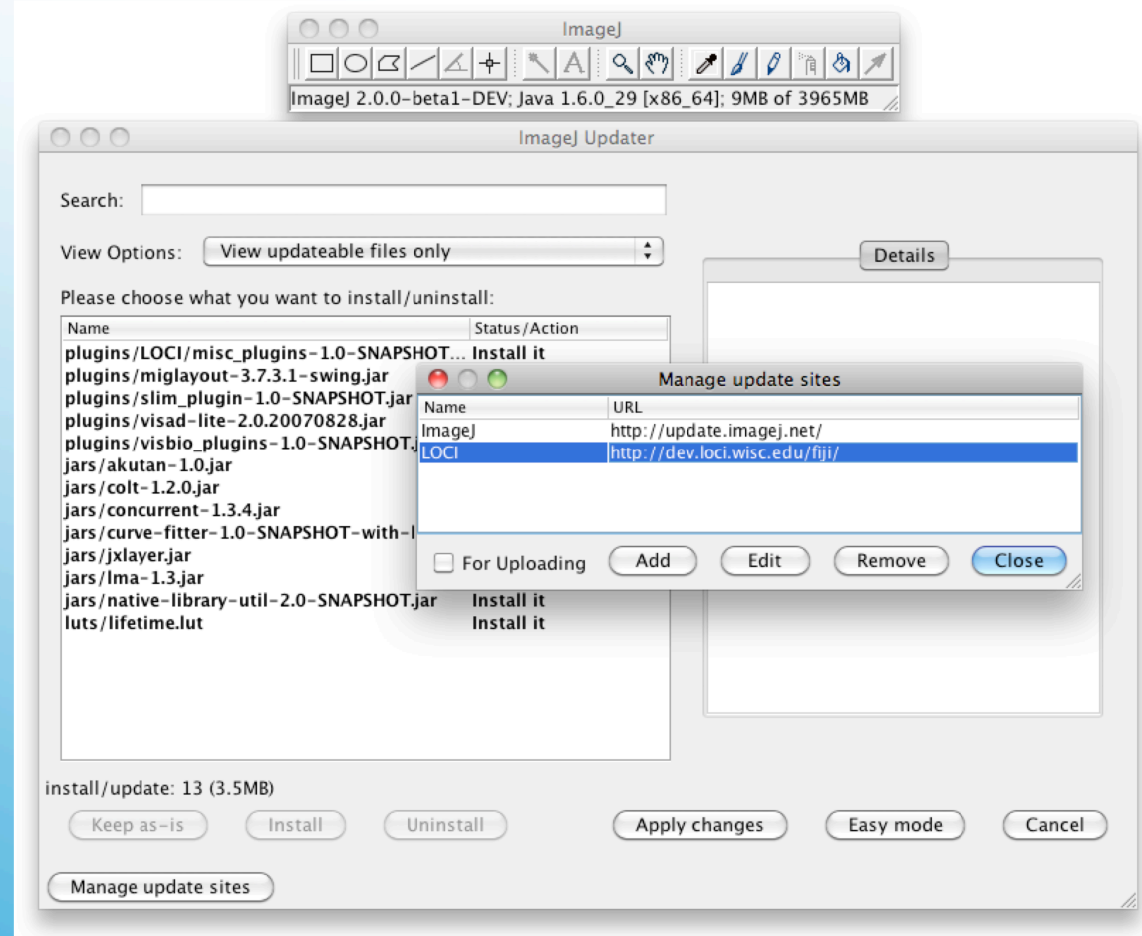 ImageJ
A
ImageJ 2.0.0-beta1-DEV; Java 1.6.0_29 [x86_64]; 9MB of 3965MB
ImageJ Updater
Search:
View Options: View updateable files only
Details
Please choose what you want to install/uninstall:
Name Status/Action
plugins/LOCI/misc_plugins-1.0-SNAPSHOT... Install it
plugins/miglayout-3.7.3.1-swing.jar
plugins/slim_plugin-1.0-SNAPSHOT.jar
plugins/visad-lite-2.0.20070828.jar
plugins/visbio_plugins-1.0-SNAPSHOT.j
jars/akutan-1.0.jar
jars/colt-1.2.0.jar
jars/concurrent-1.3.4.jar
jars/curve-fitter-1.0-SNAPSHOT-with-
jars/jxlayer.jar
jars/lma-1.3.jar
jars/native-library-util-2.0-SNAPSHOT.jar Install it
luts/lifetime.lut Install it
Manage update sites
Name URL
ImageJ http://update.imagej.net/
LOCI http://dev.loci.wisc.edu/fiji/
For Uploading Add Edit Remove Close
install/update: 13 (3.5MB)
Keep as-is Install Uninstall Apply changes Easy mode Cancel
Manage update sites